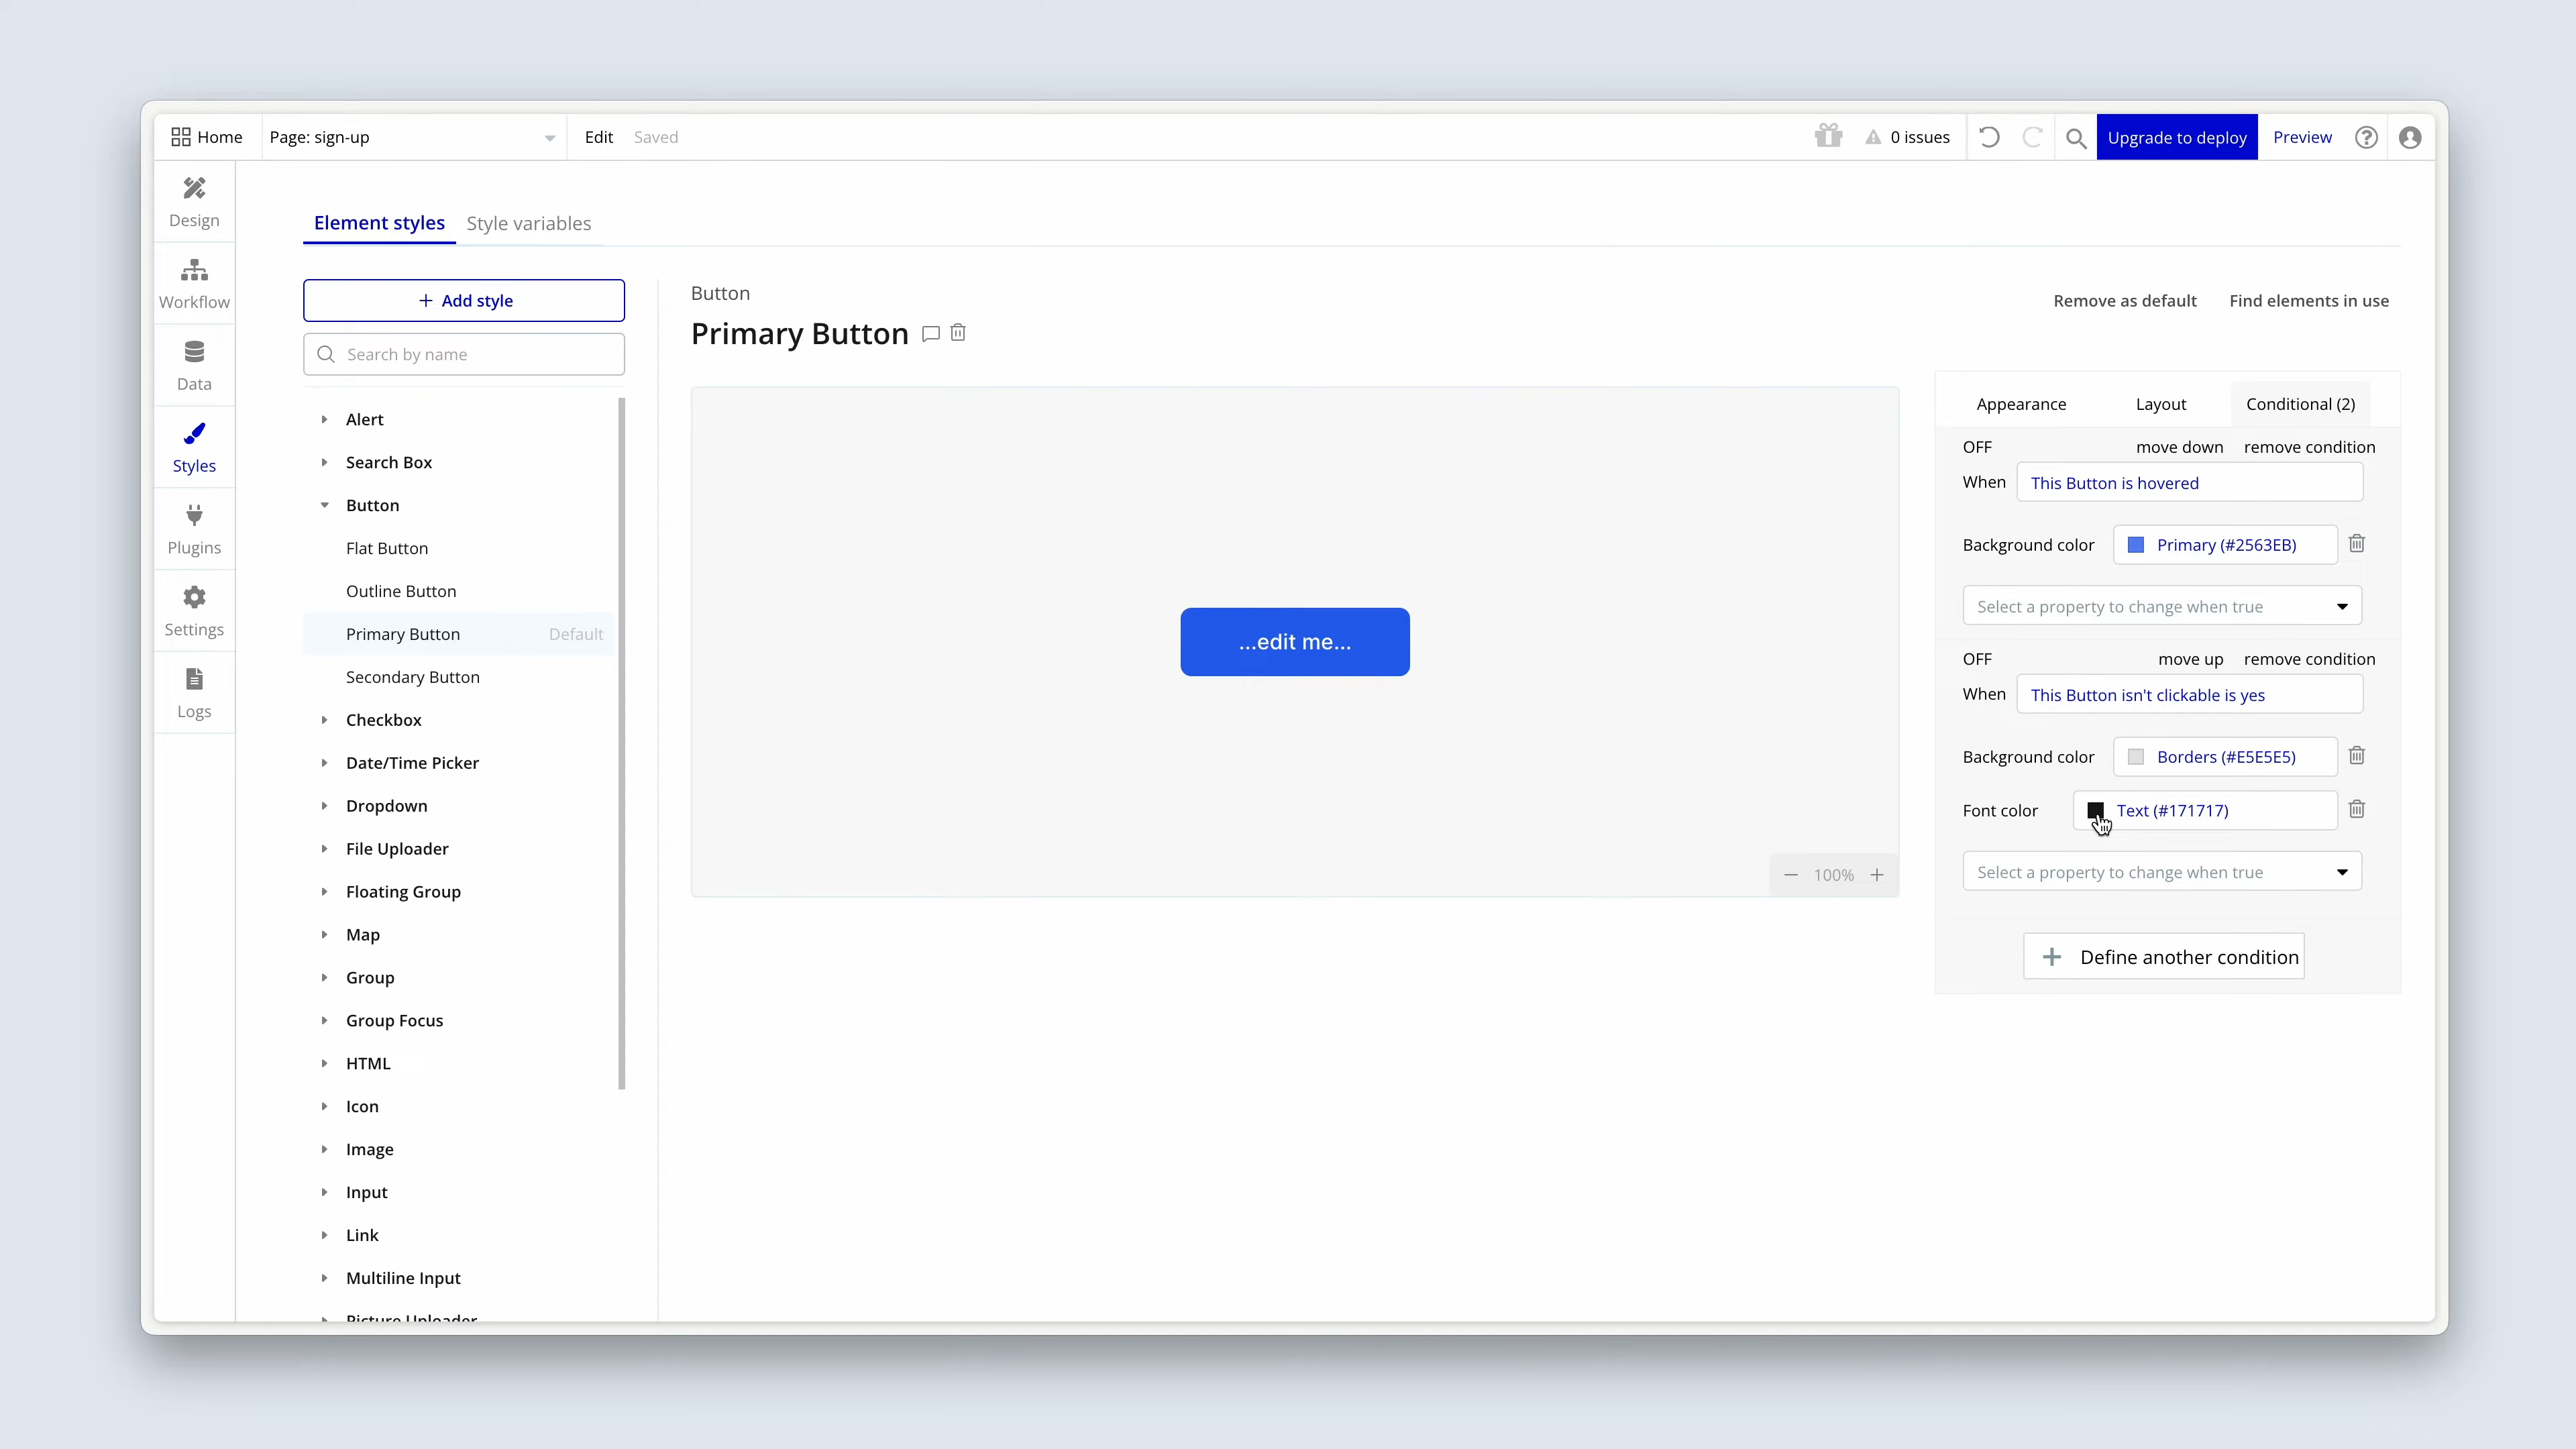 Home
Page: sign-up
Edit
Saved
0 issues
Upgrade to deploy
Preview
Design
Workflow
Data
Styles
Plugins
Settings
Logs
Element styles
Style variables
+ Add style
Search by name
Alert
Search Box
Button
Flat Button
Outline Button
Primary Button
Default
Secondary Button
Checkbox
Date/Time Picker
Dropdown
File Uploader
Floating Group
Map
Group
Group Focus
HTML
Icon
Image
Input
Link
Multiline Input
Picture Uploader
Button
Primary Button
Remove as default
Find elements in use
...edit me...
100%
Appearance
Layout
Conditional (2)
OFF
move down
remove condition
When
This Button is hovered
Background color
Primary (#2563EB)
Select a property to change when true
OFF
move up
remove condition
When
This Button isn't clickable is yes
Background color
Borders (#E5E5E5)
Font color
Text (#171717)
Select a property to change when true
+ Define another condition